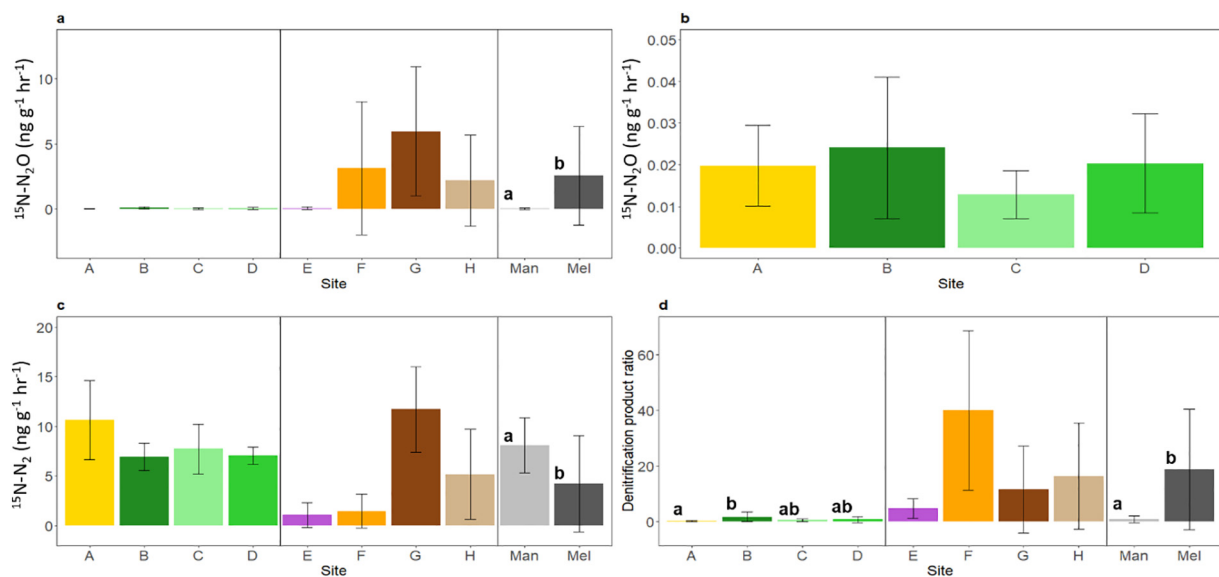 a
¹⁵N-N₂O (ng g⁻¹ hr⁻¹)
10
5
0
a
b
A B C D E F G H Man Mel
Site
b
¹⁵N-N₂O (ng g⁻¹ hr⁻¹)
0.05
0.04
0.03
0.02
0.01
0.00
A B C D
Site
c
¹⁵N-N₂ (ng g⁻¹ hr⁻¹)
20
15
10
5
0
a
b
A B C D E F G H Man Mel
Site
d
Denitrification product ratio
60
40
20
0
a b ab ab a b
A B C D E F G H Man Mel
Site